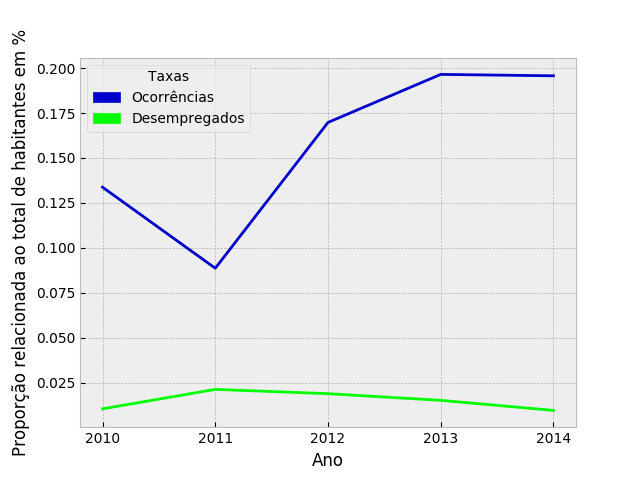 Proporção relacionada ao total de habitantes em %
0.200
0.175
0.150
0.125
0.100
0.075
0.050
0.025
Taxas
Ocorrências
Desempregados
2010 2011 2012 2013 2014
Ano